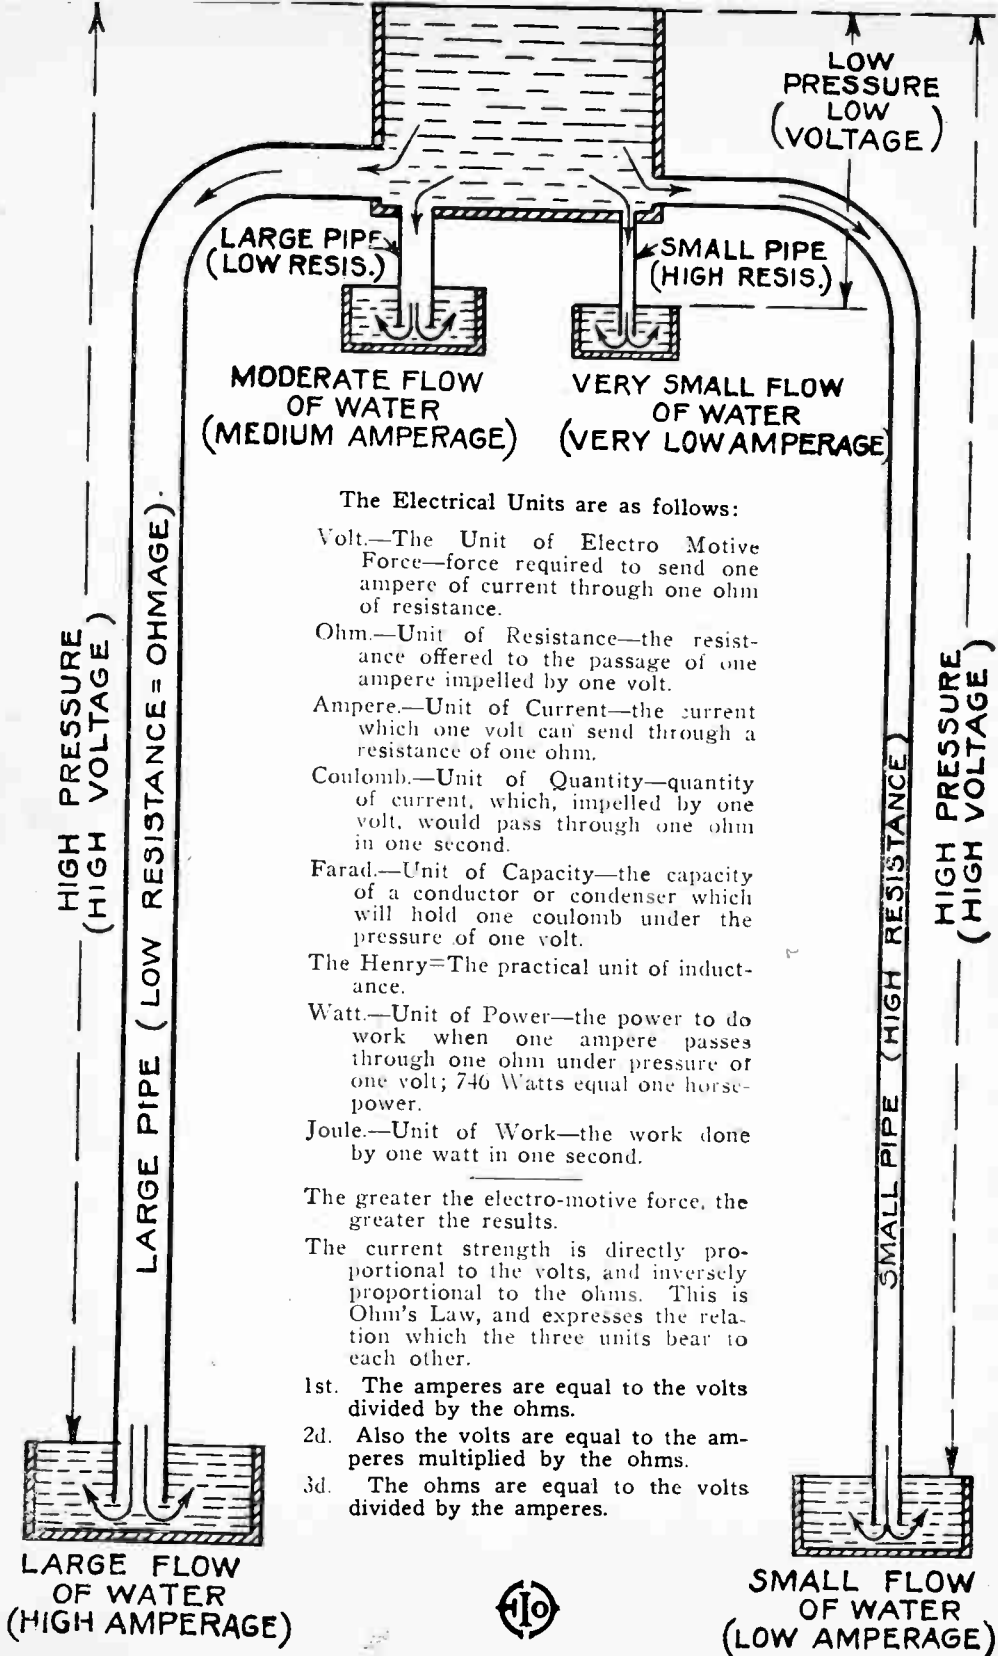 LOW
PRESSURE
LOW
(VOLTAGE)
LARGE PIPE
(LOW RESIS.)
SMALL PIPE
(HIGH RESIS.)
MODERATE FLOW
OF WATER
(MEDIUM AMPERAGE)
VERY SMALL FLOW
OF WATER
(VERY LOW AMPERAGE)
HIGH PRESSURE
(HIGH VOLTAGE)
LARGE PIPE (LOW RESISTANCE = OHMAGE).
The Electrical Units are as follows:
Volt.—The Unit of Electro Motive
Force—force required to send one
ampere of current through one ohm
of resistance.
Ohm.—Unit of Resistance—the resist-
ance offered to the passage of one
ampere impelled by one volt.
Ampere.—Unit of Current—the current
which one volt can send through a
resistance of one ohm.
Coulomb.—Unit of Quantity—quantity
of current, which, impelled by one
volt, would pass through one ohm
in one second.
Farad.—Unit of Capacity—the capacity
of a conductor or condenser which
will hold one coulomb under the
pressure of one volt.
The Henry=The practical unit of induct-
ance.
Watt.—Unit of Power—the power to do
work when one ampere passes
through one ohm under pressure of
one volt; 746 Watts equal one horse-
power.
Joule.—Unit of Work—the work done
by one watt in one second.
The greater the electro-motive force, the
greater the results.
The current strength is directly pro-
portional to the volts, and inversely
proportional to the ohms. This is
Ohm's Law, and expresses the rela-
tion which the three units bear to
each other.
1st. The amperes are equal to the volts
divided by the ohms.
2d. Also the volts are equal to the am-
peres multiplied by the ohms.
3d. The ohms are equal to the volts
divided by the amperes.
SMALL PIPE (HIGH RESISTANCE)
HIGH PRESSURE
(HIGH VOLTAGE)
LARGE FLOW
OF WATER
(HIGH AMPERAGE)
SMALL FLOW
OF WATER
(LOW AMPERAGE)